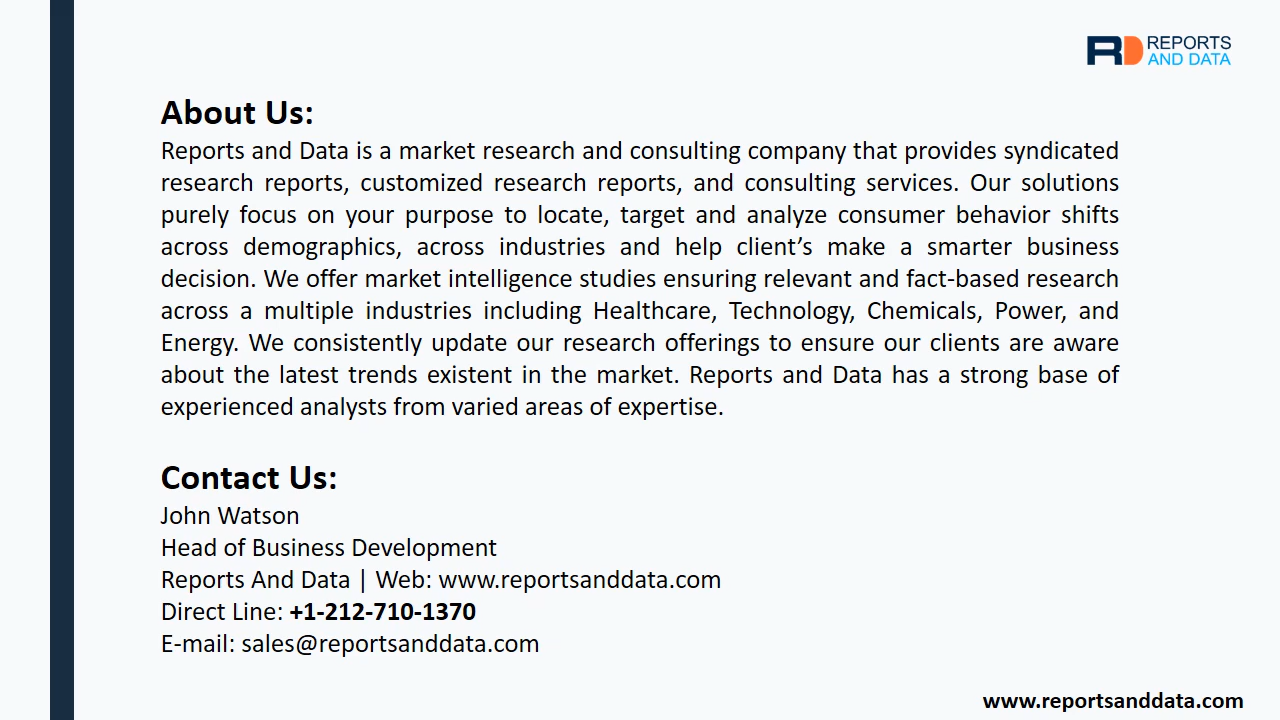 REPORTS
AND DATA
About Us:
Reports and Data is a market research and consulting company that provides syndicated
research reports, customized research reports, and consulting services. Our solutions
purely focus on your purpose to locate, target and analyze consumer behavior shifts
across demographics, across industries and help client’s make a smarter business
decision. We offer market intelligence studies ensuring relevant and fact-based research
across a multiple industries including Healthcare, Technology, Chemicals, Power, and
Energy. We consistently update our research offerings to ensure our clients are aware
about the latest trends existent in the market. Reports and Data has a strong base of
experienced analysts from varied areas of expertise.
Contact Us:
John Watson
Head of Business Development
Reports And Data | Web: www.reportsanddata.com
Direct Line: +1-212-710-1370
E-mail: sales@reportsanddata.com
www.reportsanddata.com